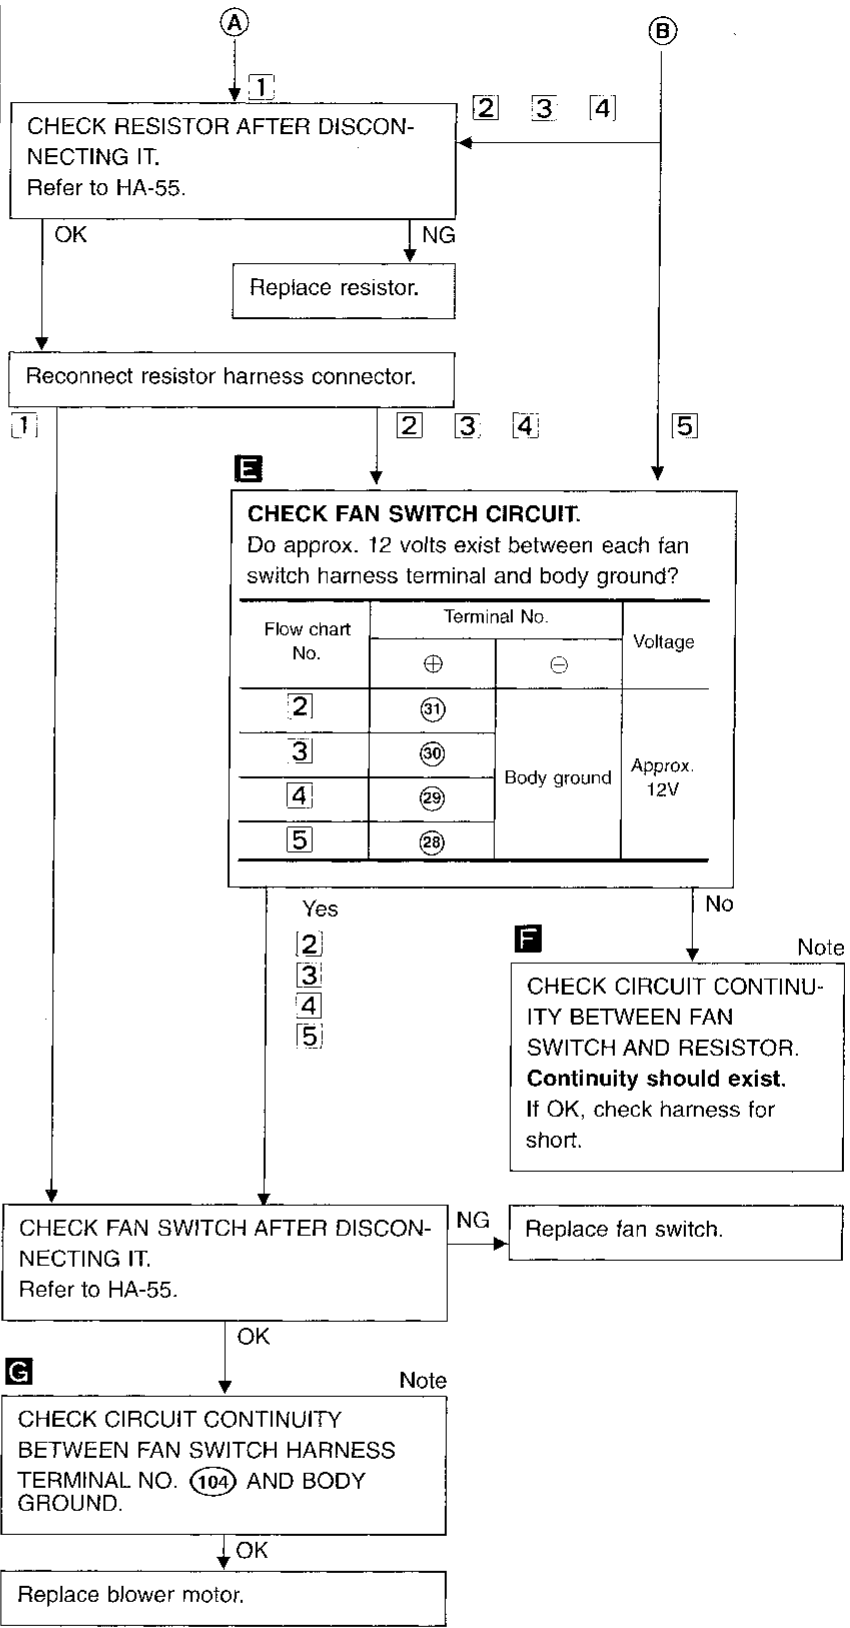 A
B
1
2 3 4
CHECK RESISTOR AFTER DISCON-
NECTING IT.
Refer to HA-55.
OK
NG
Replace resistor.
Reconnect resistor harness connector.
1
2 3 4
5
E
CHECK FAN SWITCH CIRCUIT.
Do approx. 12 volts exist between each fan
switch harness terminal and body ground?
Flow chart
No.
Terminal No.
⊕
⊖
Voltage
2
31
3
30
4
29
5
28
Body ground
Approx.
12V
Yes
2
3
4
5
No
F
Note
CHECK CIRCUIT CONTINU-
ITY BETWEEN FAN
SWITCH AND RESISTOR.
Continuity should exist.
If OK, check harness for
short.
CHECK FAN SWITCH AFTER DISCON-
NECTING IT.
Refer to HA-55.
NG
Replace fan switch.
OK
G
Note
CHECK CIRCUIT CONTINUITY
BETWEEN FAN SWITCH HARNESS
TERMINAL NO. 104 AND BODY
GROUND.
OK
Replace blower motor.